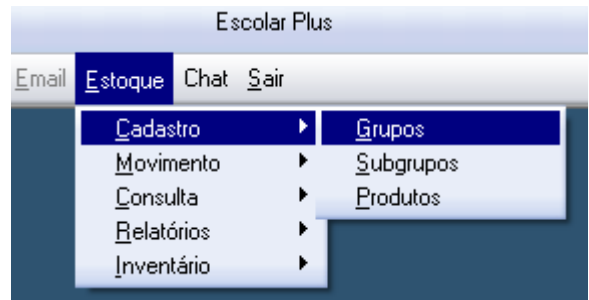 Escolar Plus
Email Estoque Chat Sair
Cadastro Grupos
Movimento Subgrupos
Consulta Produtos
Relatórios
Inventário